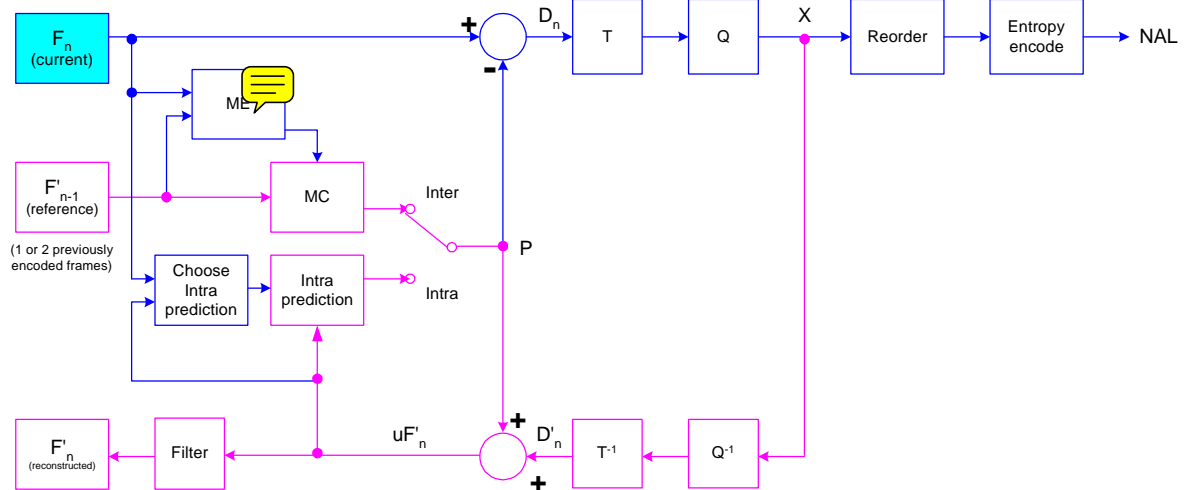 F_n
(current)
+
D_n
T
Q
X
Reorder
Entropy
encode
NAL
-
ME
F'_n-1
(reference)
MC
Inter
P
(1 or 2 previously
encoded frames)
Choose
Intra
prediction
Intra
prediction
Intra
+
F'_n
(reconstructed)
Filter
uF'_n
D'_n
+
T⁻¹
Q⁻¹